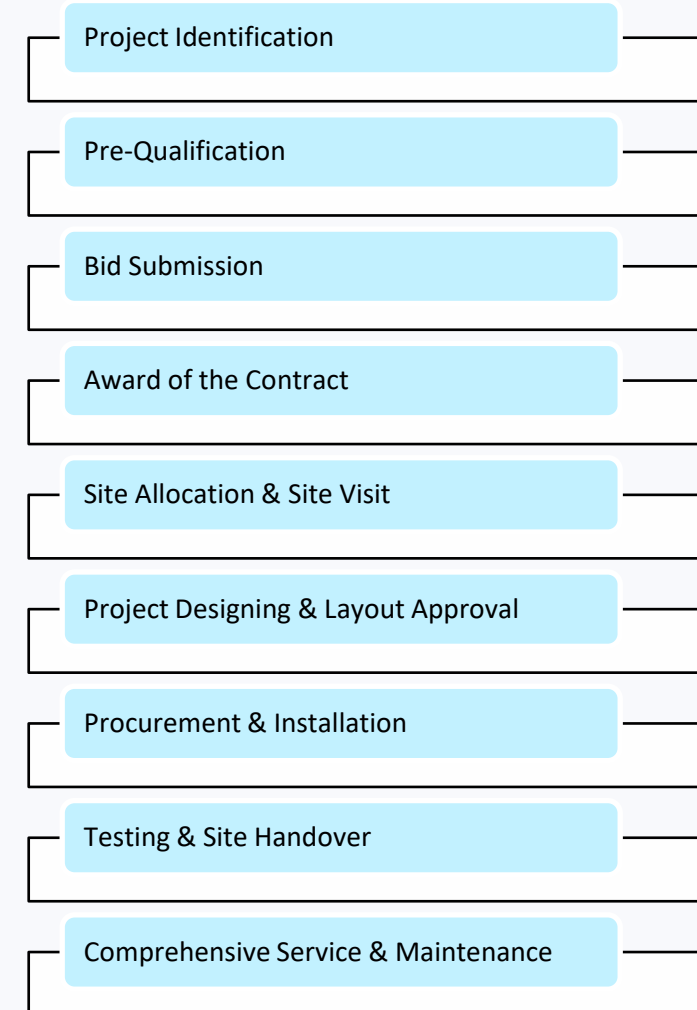 Project Identification
Pre-Qualification
Bid Submission
Award of the Contract
Site Allocation & Site Visit
Project Designing & Layout Approval
Procurement & Installation
Testing & Site Handover
Comprehensive Service & Maintenance